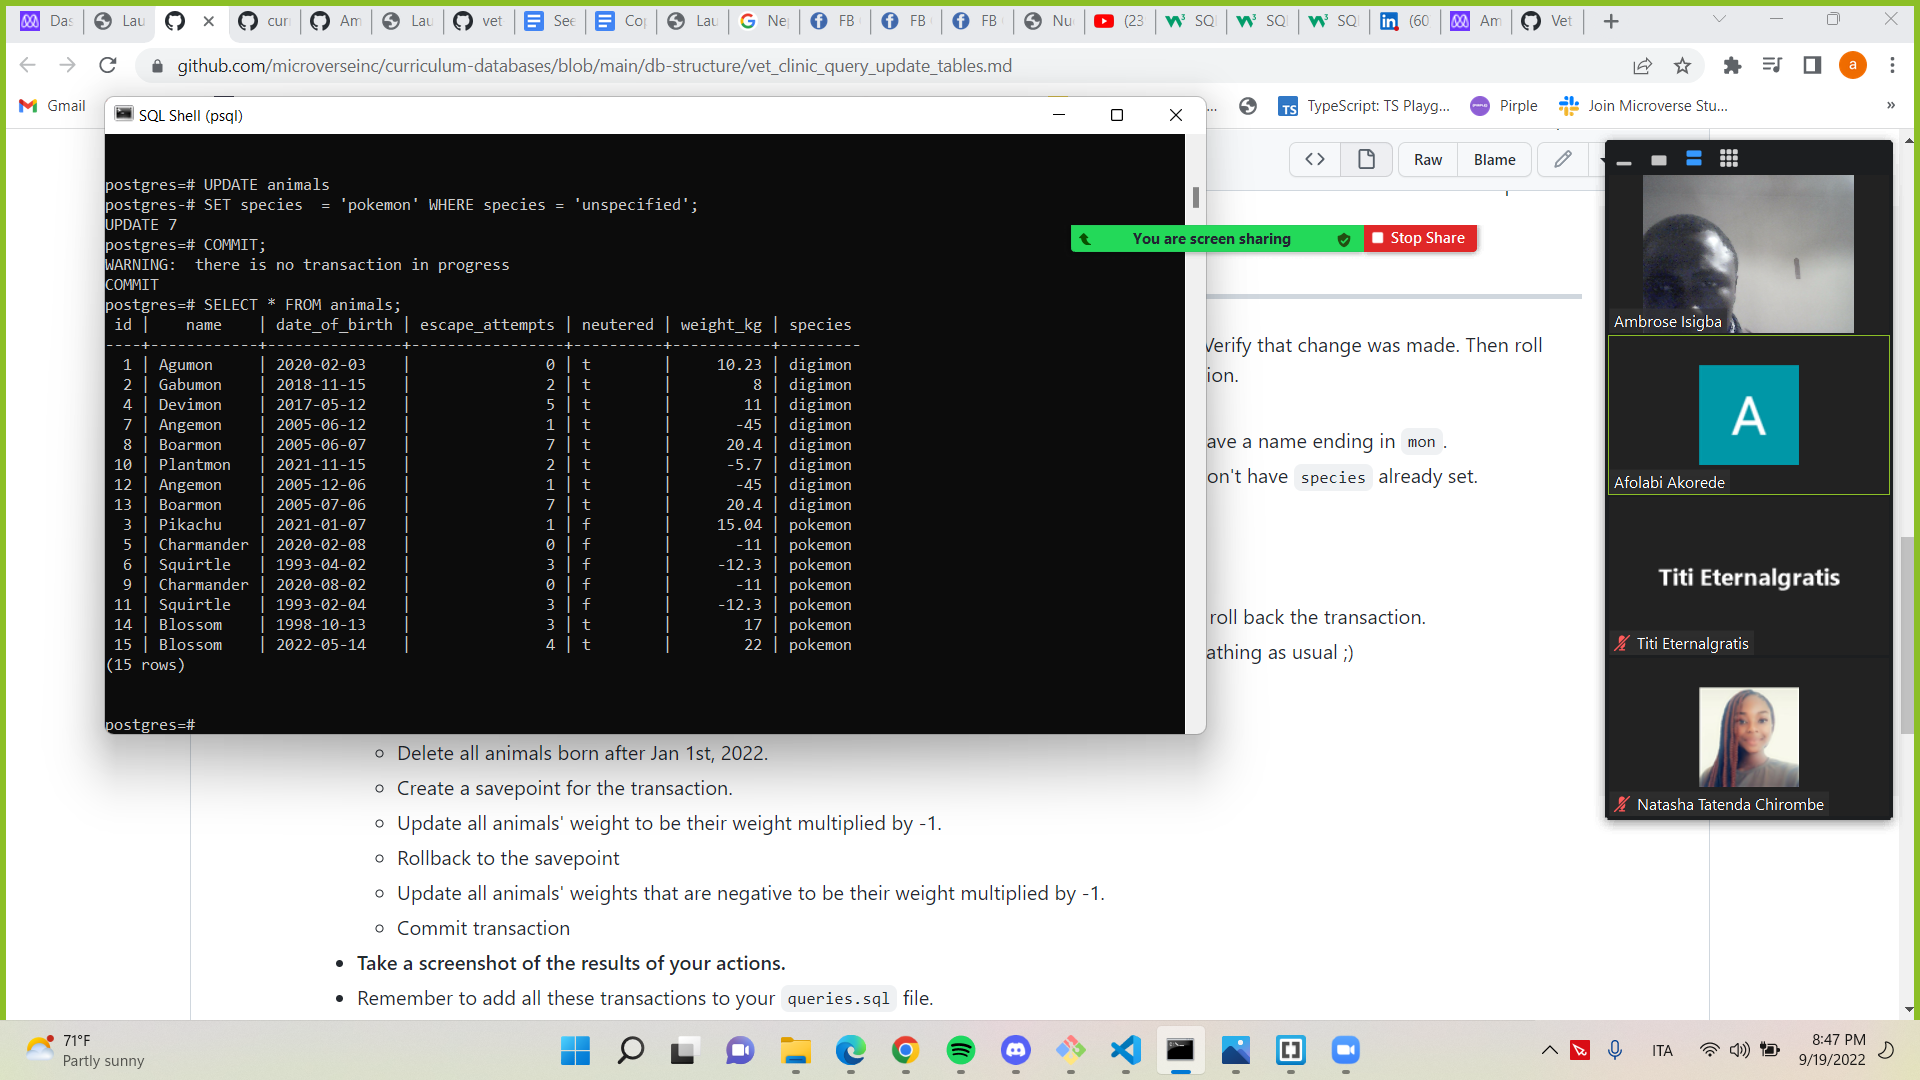 Das
Lau
curr
Am
Lau
vet
See
Cop
Lau
Nep
FB
FB
FB
Nu
(23
SQ
SQ
SQ
(60
Am
Vet
github.com/microverseinc/curriculum-databases/blob/main/db-structure/vet_clinic_query_update_tables.md
a
Gmail
TypeScript: TS Playg...
Pirple
Join Microverse Stu...
»
SQL Shell (psql)
Raw
Blame
postgres=# UPDATE animals
postgres-# SET species  = 'pokemon' WHERE species = 'unspecified';
UPDATE 7
postgres=# COMMIT;
WARNING:  there is no transaction in progress
COMMIT
postgres=# SELECT * FROM animals;
 id |    name    | date_of_birth | escape_attempts | neutered | weight_kg | species
----+------------+---------------+-----------------+----------+-----------+---------
  1 | Agumon     | 2020-02-03    |               0 | t        |     10.23 | digimon
  2 | Gabumon    | 2018-11-15    |               2 | t        |         8 | digimon
  4 | Devimon    | 2017-05-12    |               5 | t        |        11 | digimon
  7 | Angemon    | 2005-06-12    |               1 | t        |       -45 | digimon
  8 | Boarmon    | 2005-06-07    |               7 | t        |      20.4 | digimon
 10 | Plantmon   | 2021-11-15    |               2 | t        |      -5.7 | digimon
 12 | Angemon    | 2005-12-06    |               1 | t        |       -45 | digimon
 13 | Boarmon    | 2005-07-06    |               7 | t        |      20.4 | digimon
  3 | Pikachu    | 2021-01-07    |               1 | f        |     15.04 | pokemon
  5 | Charmander | 2020-02-08    |               0 | f        |       -11 | pokemon
  6 | Squirtle   | 1993-04-02    |               3 | f        |     -12.3 | pokemon
  9 | Charmander | 2020-08-02    |               0 | f        |       -11 | pokemon
 11 | Squirtle   | 1993-02-04    |               3 | f        |     -12.3 | pokemon
 14 | Blossom    | 1998-10-13    |               3 | t        |        17 | pokemon
 15 | Blossom    | 2022-05-14    |               4 | t        |        22 | pokemon
(15 rows)
postgres=#
You are screen sharing
Stop Share
Verify that change was made. Then roll
ion.
ave a name ending in mon .
on't have species already set.
roll back the transaction.
athing as usual ;)
Delete all animals born after Jan 1st, 2022.
Create a savepoint for the transaction.
Update all animals' weight to be their weight multiplied by -1.
Rollback to the savepoint
Update all animals' weights that are negative to be their weight multiplied by -1.
Commit transaction
Take a screenshot of the results of your actions.
Remember to add all these transactions to your queries.sql file.
Ambrose Isigba
A
Afolabi Akorede
Titi Eternalgratis
Titi Eternalgratis
Natasha Tatenda Chirombe
71°F
Partly sunny
ITA
8:47 PM
9/19/2022